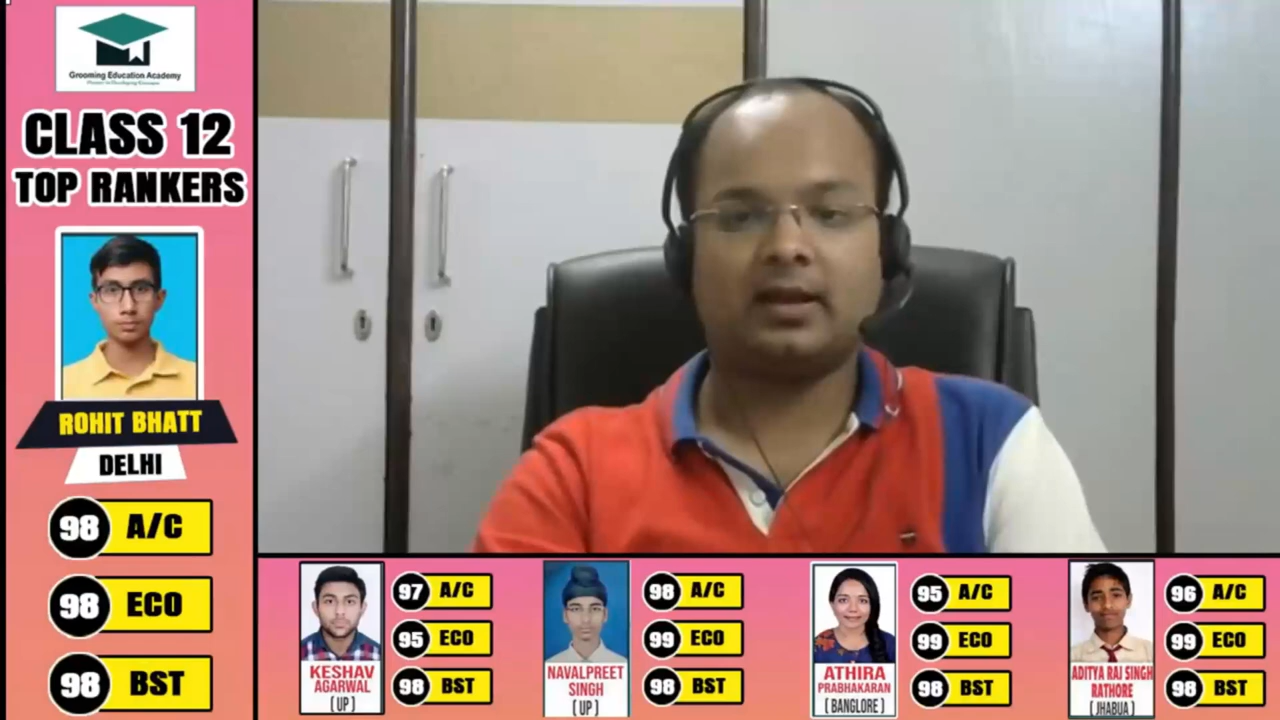 Grooming Education Academy
CLASS 12
TOP RANKERS
ROHIT BHATT
DELHI
98 A/C
98 ECO
98 BST
KESHAV
AGARWAL
( UP )
97 A/C
95 ECO
98 BST
NAVALPREET
SINGH
( UP )
98 A/C
99 ECO
98 BST
ATHIRA
PRABHAKARAN
( BANGLORE )
95 A/C
99 ECO
98 BST
ADITYA RAJ SINGH
RATHORE
( JHABUA )
96 A/C
99 ECO
98 BST